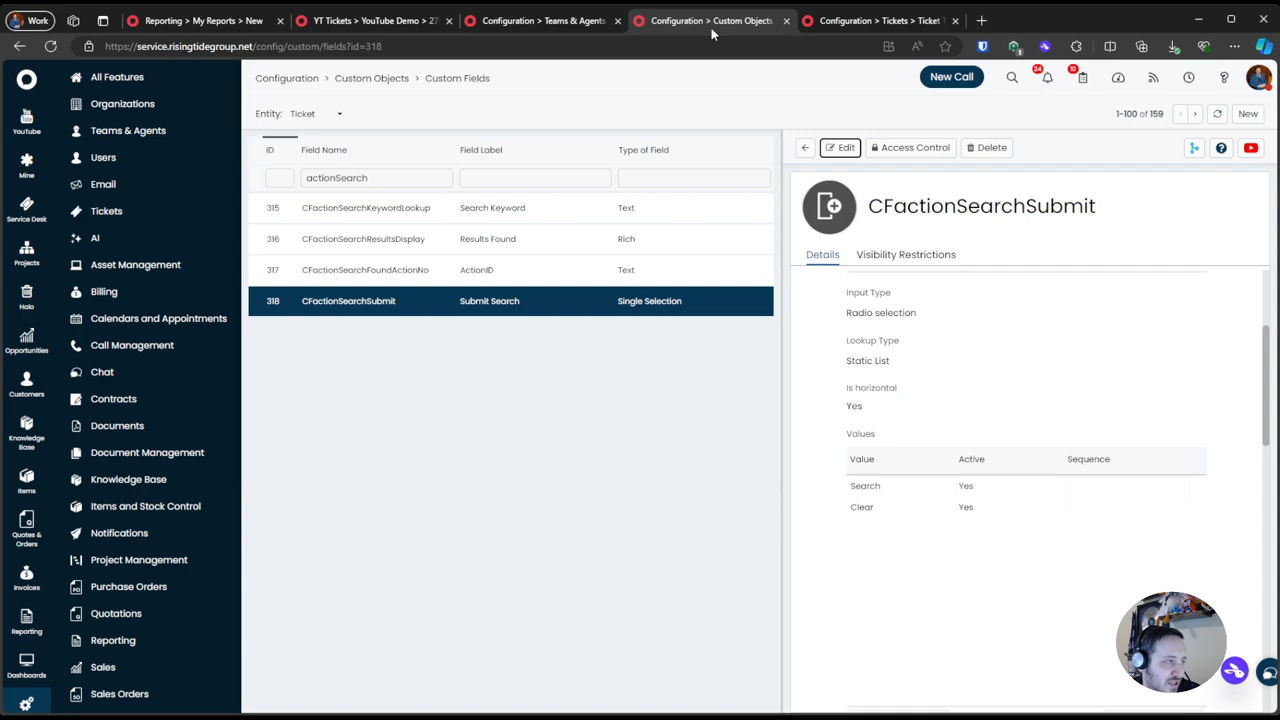 Work
Reporting > My Reports > New
YT Tickets > YouTube Demo > 27
Configuration > Teams & Agents
Configuration > Custom Objects
Configuration > Tickets > Ticket T
https://service.risingtidegroup.net/config/custom/fields?id=318
YouTube
Mine
Service Desk
Projects
Halo
Opportunities
Customers
Knowledge Base
Items
Quotes & Orders
Invoices
Reporting
Dashboards
All Features
Organizations
Teams & Agents
Users
Email
Tickets
AI
Asset Management
Billing
Calendars and Appointments
Call Management
Chat
Contracts
Documents
Document Management
Knowledge Base
Items and Stock Control
Notifications
Project Management
Purchase Orders
Quotations
Reporting
Sales
Sales Orders
Configuration > Custom Objects > Custom Fields
New Call
24
10
Entity: Ticket
1-100 of 159
New
ID Field Name Field Label Type of Field
actionSearch
315 CFactionSearchKeywordLookup Search Keyword Text
316 CFactionSearchResultsDisplay Results Found Rich
317 CFactionSearchFoundActionNo ActionID Text
318 CFactionSearchSubmit Submit Search Single Selection
Edit
Access Control
Delete
CFactionSearchSubmit
Details Visibility Restrictions
Input Type
Radio selection
Lookup Type
Static List
Is horizontal
Yes
Values
Value Active Sequence
Search Yes
Clear Yes